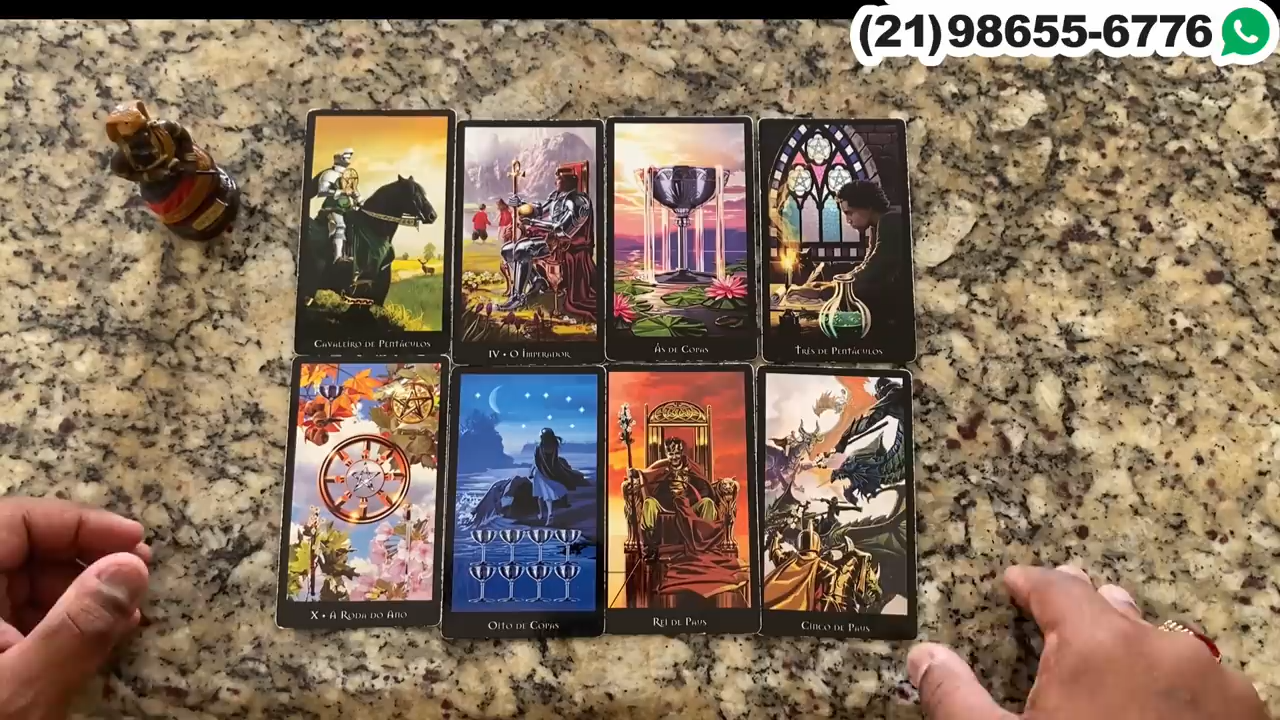 (21)98655-6776
Cavaleiro de Pentáculos
IV • O Imperador
Ás de Copas
Três de Pentáculos
X • A Roda do Ano
Oito de Copas
Rei de Paus
Cinco de Paus